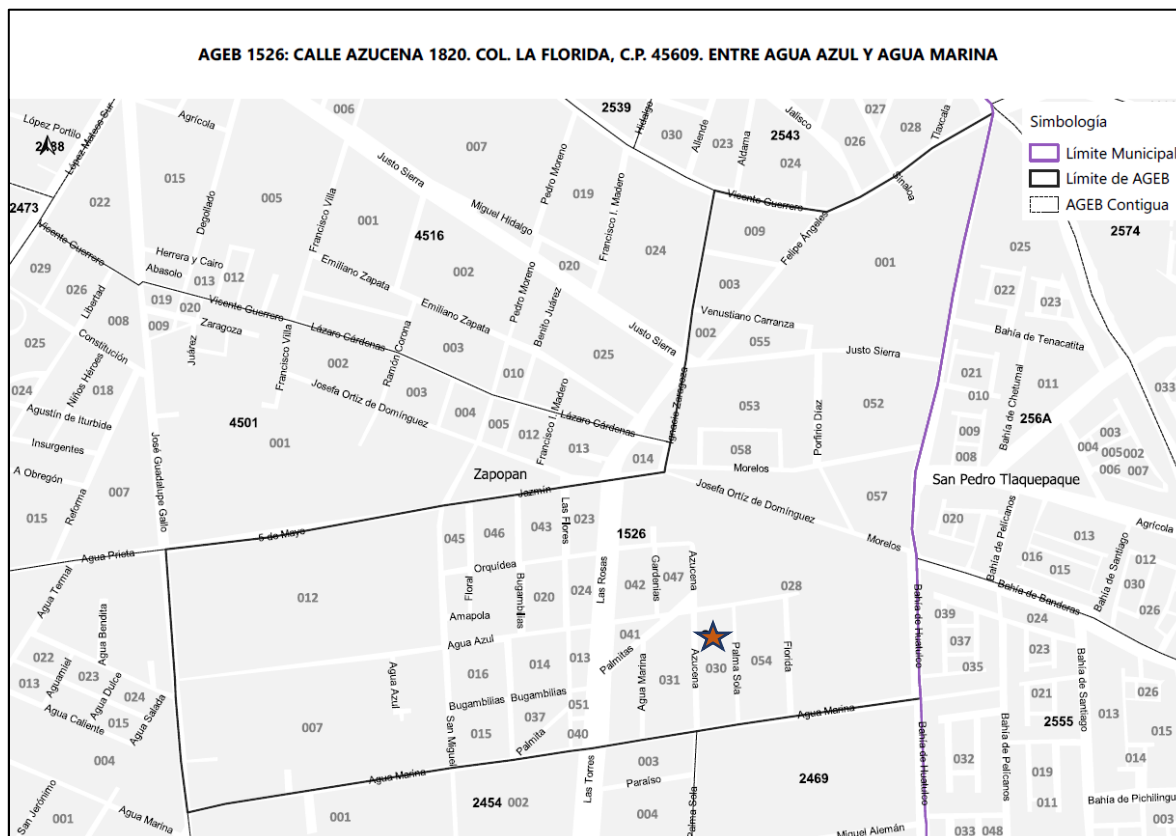 AGEB 1526: CALLE AZUCENA 1820. COL. LA FLORIDA, C.P. 45609. ENTRE AGUA AZUL Y AGUA MARINA
Simbología
Límite Municipal
Límite de AGEB
AGEB Contigua
López Portilo
López Mateos Sur
Agrícola
006
007
2539
Hidalgo
030
Allende
023
Aldama
2543
Jalisco
024
027
026
028
Tlaxcala
Sinaloa
2473
022
015
Degollado
005
Francisco Villa
001
Justo Sierra
Miguel Hidalgo
Pedro Moreno
019
Francisco I. Madero
024
Vicente Guerrero
009
Felipe Ángeles
001
2574
025
4516
002
020
003
022
023
Vicente Guerrero
029
026
Libertad
Herrera y Cairo
Abasolo
013
012
Emiliano Zapata
Emiliano Zapata
Pedro Moreno
Benito Juárez
Justo Sierra
Venustiano Carranza
002
055
Justo Sierra
Bahía de Tenacatita
008
009
019
020
Vicente Guerrero
Zaragoza
Juárez
Francisco Villa
Lázaro Cárdenas
002
Ramón Corona
003
025
Ignacio Zaragoza
025
Constitución
Niños Héroes
018
024
Josefa Ortiz de Domínguez
003
004
005
010
012
Francisco I. Madero
013
Lázaro Cárdenas
014
053
052
Porfirio Díaz
058
Morelos
021
010
009
008
Bahía de Chetumal
011
256A
033
003
004
005
002
006
007
Agustín de Iturbide
Insurgentes
A Obregón
Reforma
007
015
4501
001
José Guadalupe Gallo
Zapopan
Jazmín
Josefa Ortíz de Domínguez
057
Morelos
San Pedro Tlaquepaque
020
Bahía de Pelícanos
016
013
015
Agrícola
Bahía de Santiago
012
030
026
Agua Prieta
5 de Mayo
045
046
043
Las Flores
023
1526
Orquídea
Floral
Bugambilias
020
024
Las Rosas
042
Gardenias
047
Azucena
028
Bahía de Banderas
Bahía de Huatulco
Agua Termal
Agua Bendita
012
Amapola
Agua Azul
041
Palmitas
039
037
035
024
023
022
013
Aguamiel
023
Agua Dulce
024
015
Agua Salada
Agua Caliente
004
Agua Azul
016
014
013
Agua Marina
031
Azucena
030
Palma Sola
054
Florida
Bahía de Santiago
007
Bugambilias
Bugambilias
037
051
015
Palmita
040
San Miguel
Agua Marina
Agua Marina
Bahía de Huatulco
021
2555
013
026
015
014
San Jerónimo
001
Agua Marina
001
2454
002
Las Torres
003
Paraíso
004
Palma Sola
2469
Miguel Alemán
032
Bahía de Pelícanos
019
011
033
048
Bahía de Pichilingue
003